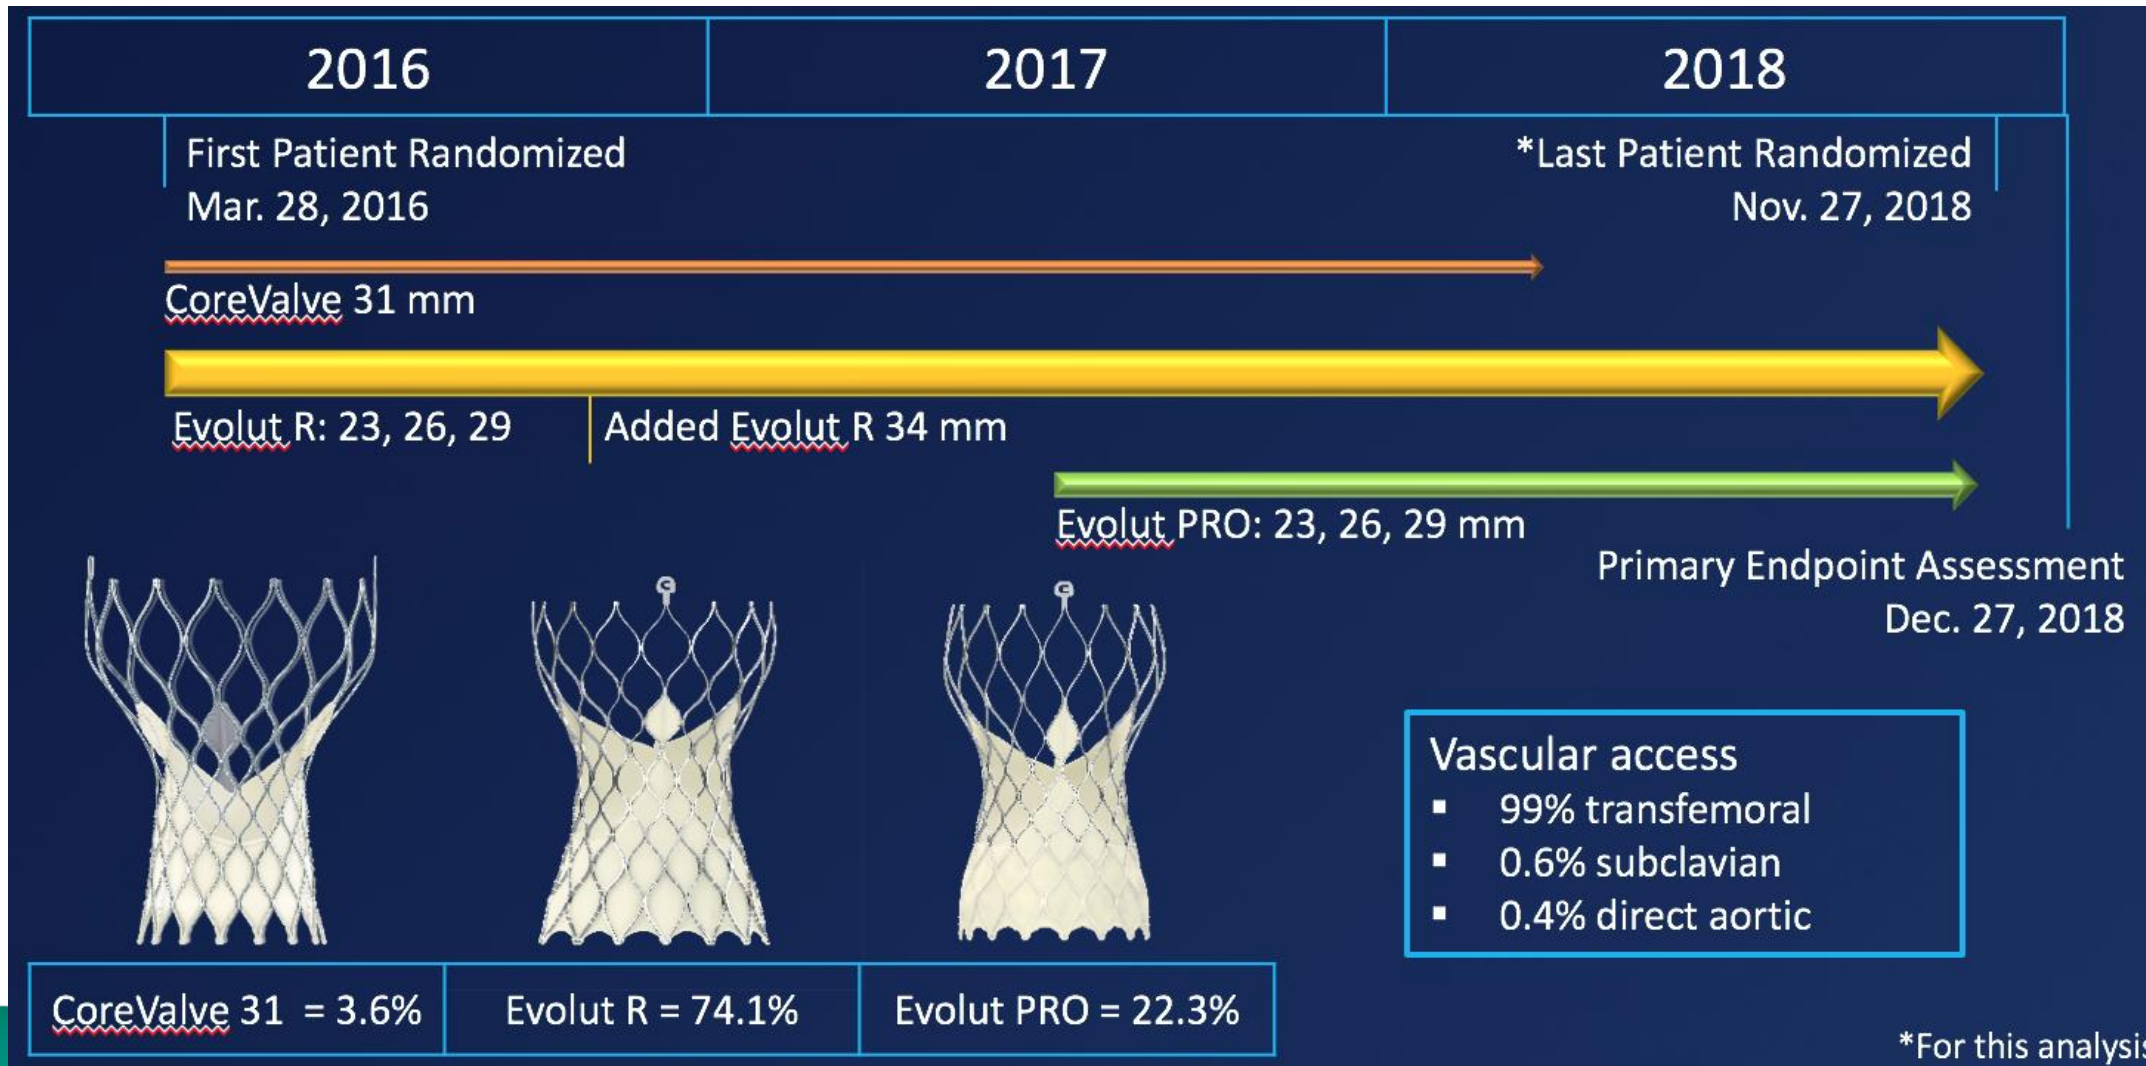 2016
2017
2018
First Patient Randomized
Mar. 28, 2016
*Last Patient Randomized
Nov. 27, 2018
CoreValve 31 mm
Evolut R: 23, 26, 29
Added Evolut R 34 mm
Evolut PRO: 23, 26, 29 mm
Primary Endpoint Assessment
Dec. 27, 2018
Vascular access
▪ 99% transfemoral
▪ 0.6% subclavian
▪ 0.4% direct aortic
CoreValve 31 = 3.6%
Evolut R = 74.1%
Evolut PRO = 22.3%
*For this analysis